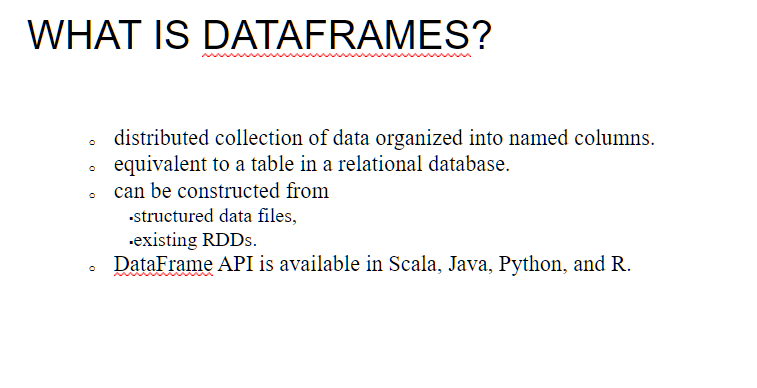 WHAT IS DATAFRAMES?
◦ distributed collection of data organized into named columns.
◦ equivalent to a table in a relational database.
◦ can be constructed from
▪structured data files,
▪existing RDDs.
◦ DataFrame API is available in Scala, Java, Python, and R.